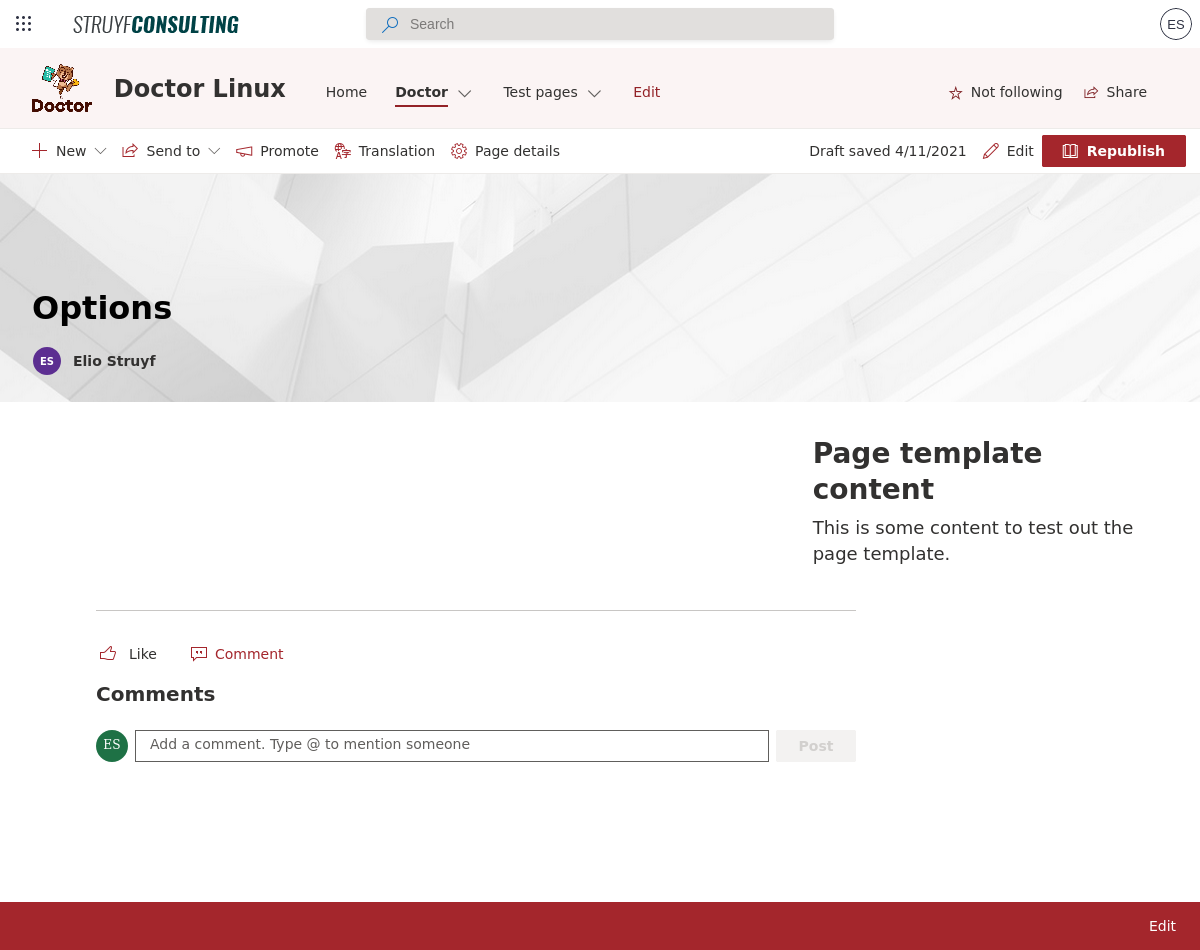 STRUYFCONSULTING
Search
ES
Doctor
Doctor Linux
Home
Doctor
Test pages
Edit
Not following
Share
New
Send to
Promote
Translation
Page details
Draft saved 4/11/2021
Edit
Republish
Options
ES
Elio Struyf
Page template
content
This is some content to test out the
page template.
Like
Comment
Comments
ES
Add a comment. Type @ to mention someone
Post
Edit